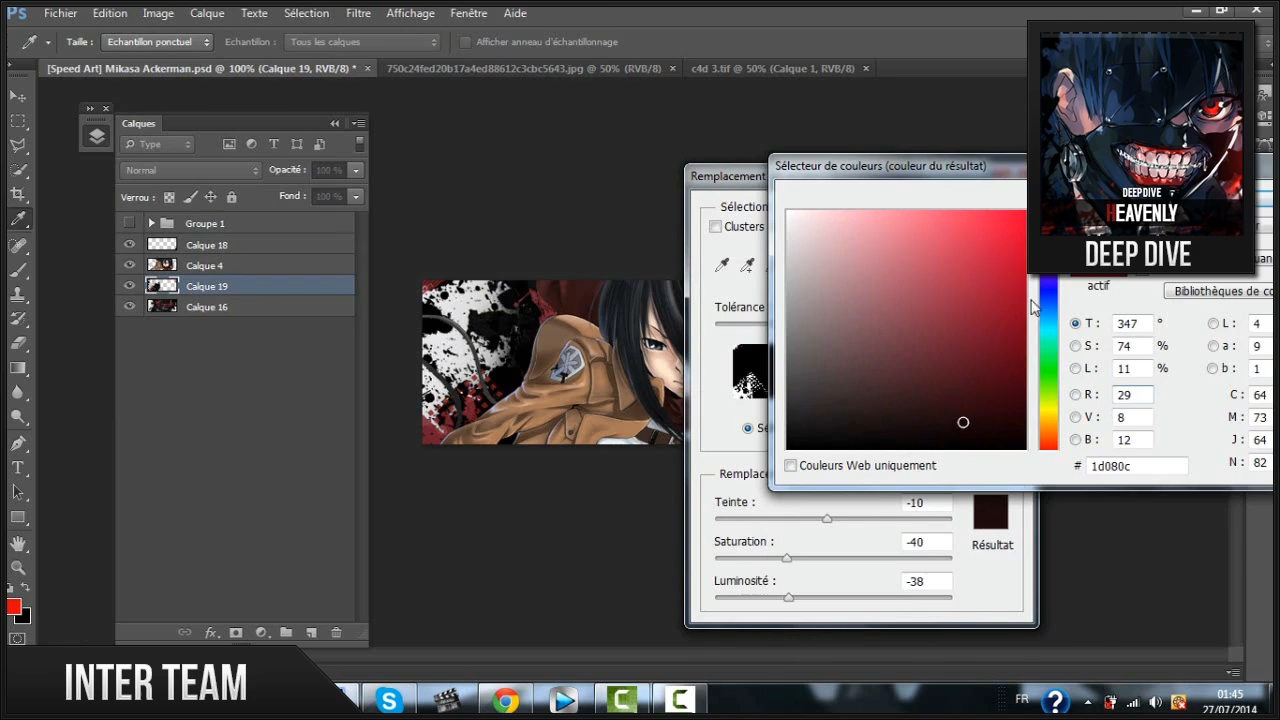 Ps Fichier Edition Image Calque Texte Sélection Filtre Affichage Fenêtre Aide
Taille : Echantillon ponctuel Echantillon : Tous les calques Afficher anneau d'échantillonnage
[Speed Art] Mikasa Ackerman.psd @ 100% (Calque 19, RVB/8) * × 750c24fed20b17a4ed88612c3cbc5643.jpg @ 50% (RVB/8) × c4d 3.tif @ 50% (Calque 1, RVB/8) ×
Calques
Type
Normal Opacité : 100 %
Verrou : Fond : 100 %
Groupe 1
Calque 18
Calque 4
Calque 19
Calque 16
Remplacement
Sélection
Clusters
Tolérance
Remplace
Teinte : -10
Saturation : -40
Luminosité : -38
Résultat
Sélecteur de couleurs (couleur du résultat)
actif
Bibliothèques de co
T : 347 ° L : 4
S : 74 % a : 9
L : 11 % b : 1
R : 29 C : 64
V : 8 M : 73
B : 12 J : 64
# 1d080c N : 82
Couleurs Web uniquement
DEEP DIVE
HEAVENLY
DEEP DIVE
INTER TEAM
FR
01:45
27/07/2014